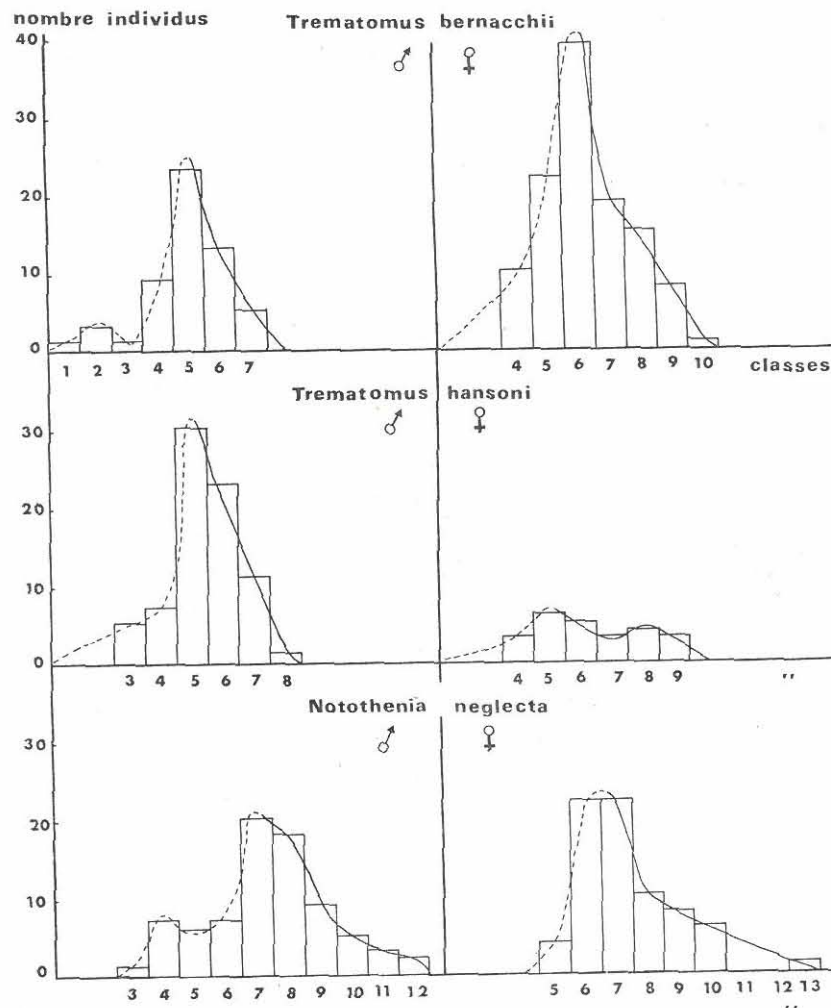 nombre individus Trematomus bernacchii
♂ ♀
40
30
20
10
0
1 2 3 4 5 6 7 4 5 6 7 8 9 10 classes
Trematomus hansoni
♂ ♀
30
20
10
0
3 4 5 6 7 8 4 5 6 7 8 9 "
Notothenia neglecta
♂ ♀
30
20
10
0
3 4 5 6 7 8 9 10 11 12 5 6 7 8 9 10 11 12 13
"